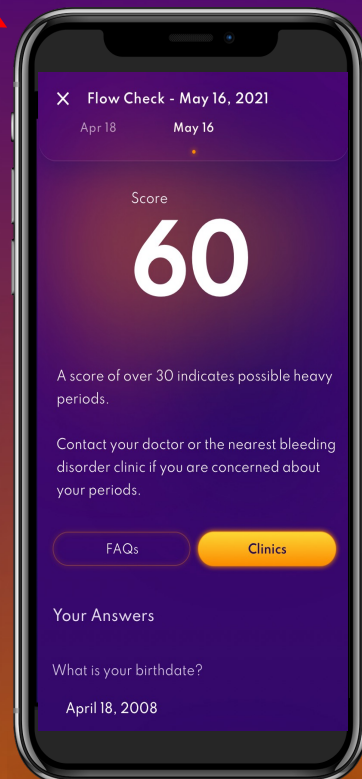 X Flow Check - May 16, 2021
Apr 18 May 16
Score
60
A score of over 30 indicates possible heavy
periods.
Contact your doctor or the nearest bleeding
disorder clinic if you are concerned about
your periods.
FAQs Clinics
Your Answers
What is your birthdate?
April 18, 2008